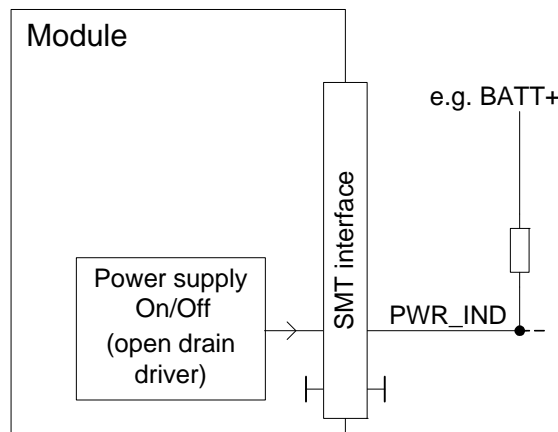 Module
e.g. BATT+
SMT interface
Power supply
On/Off
(open drain
driver)
PWR_IND